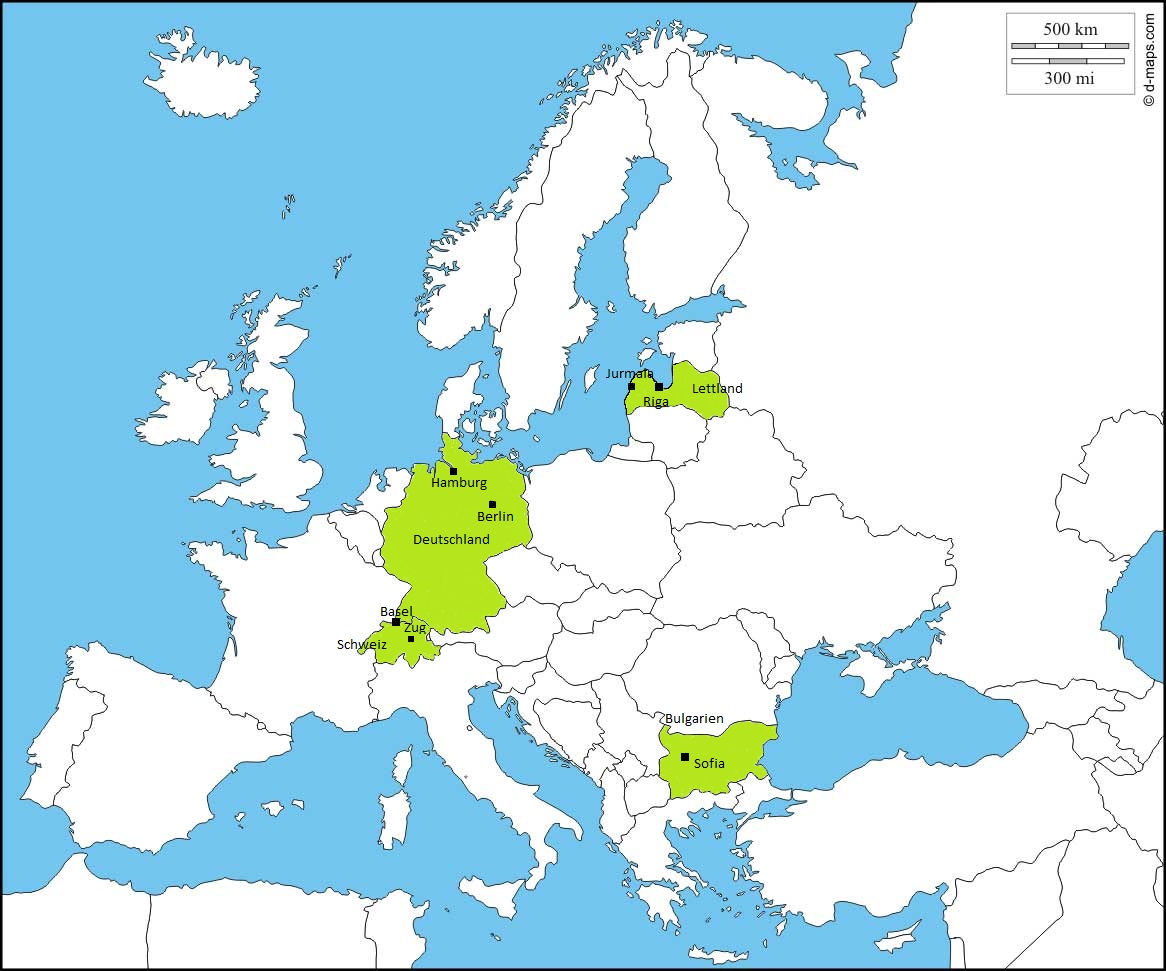 500 km
300 mi
© d-maps.com
Jurmala
Riga
Lettland
Hamburg
Berlin
Deutschland
Basel
Zug
Schweiz
Bulgarien
Sofia